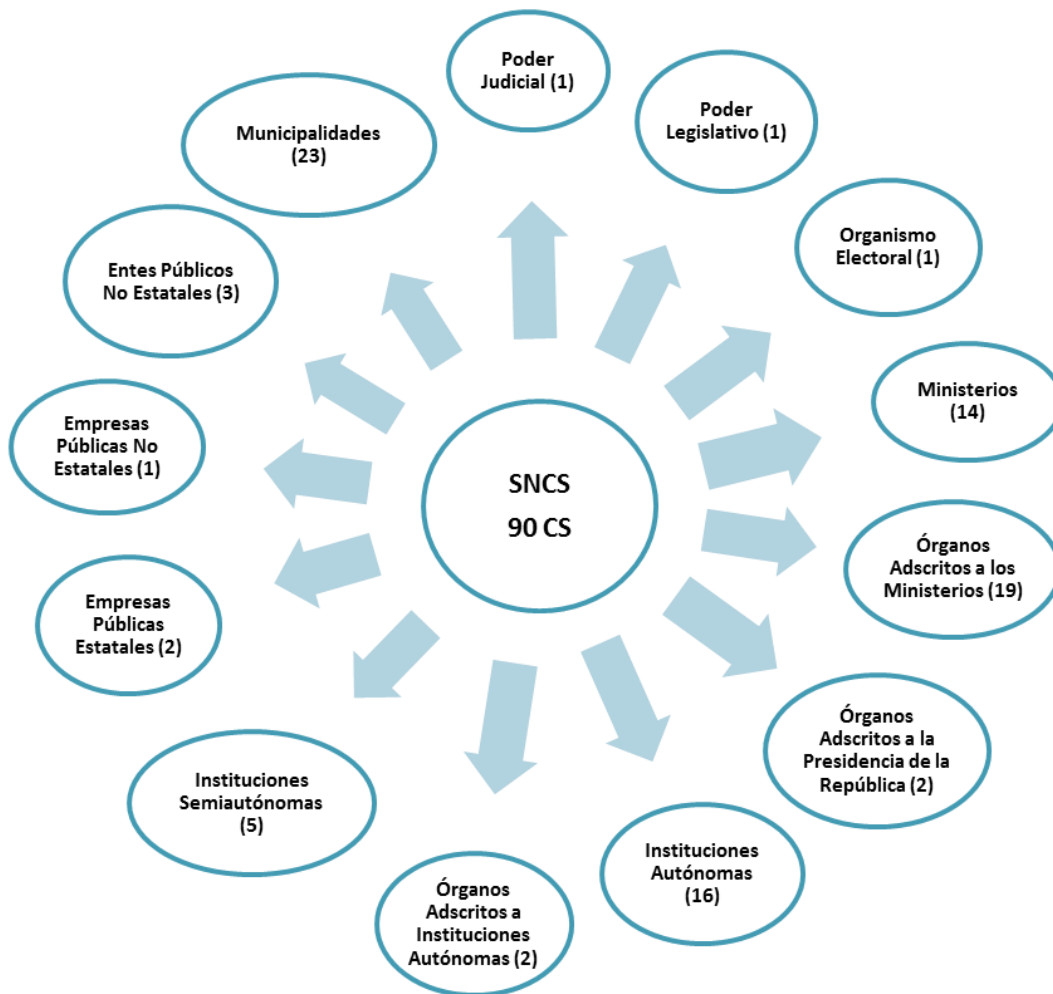 Poder
Judicial (1)
Poder
Legislativo (1)
Organismo
Electoral (1)
Ministerios
(14)
Órganos
Adscritos a los
Ministerios (19)
Órganos
Adscritos a la
Presidencia de la
República (2)
Instituciones
Autónomas
(16)
Órganos
Adscritos a
Instituciones
Autónomas (2)
Instituciones
Semiautónomas
(5)
Empresas
Públicas
Estatales (2)
Empresas
Públicas No
Estatales (1)
Entes Públicos
No Estatales (3)
Municipalidades
(23)
SNCS
90 CS